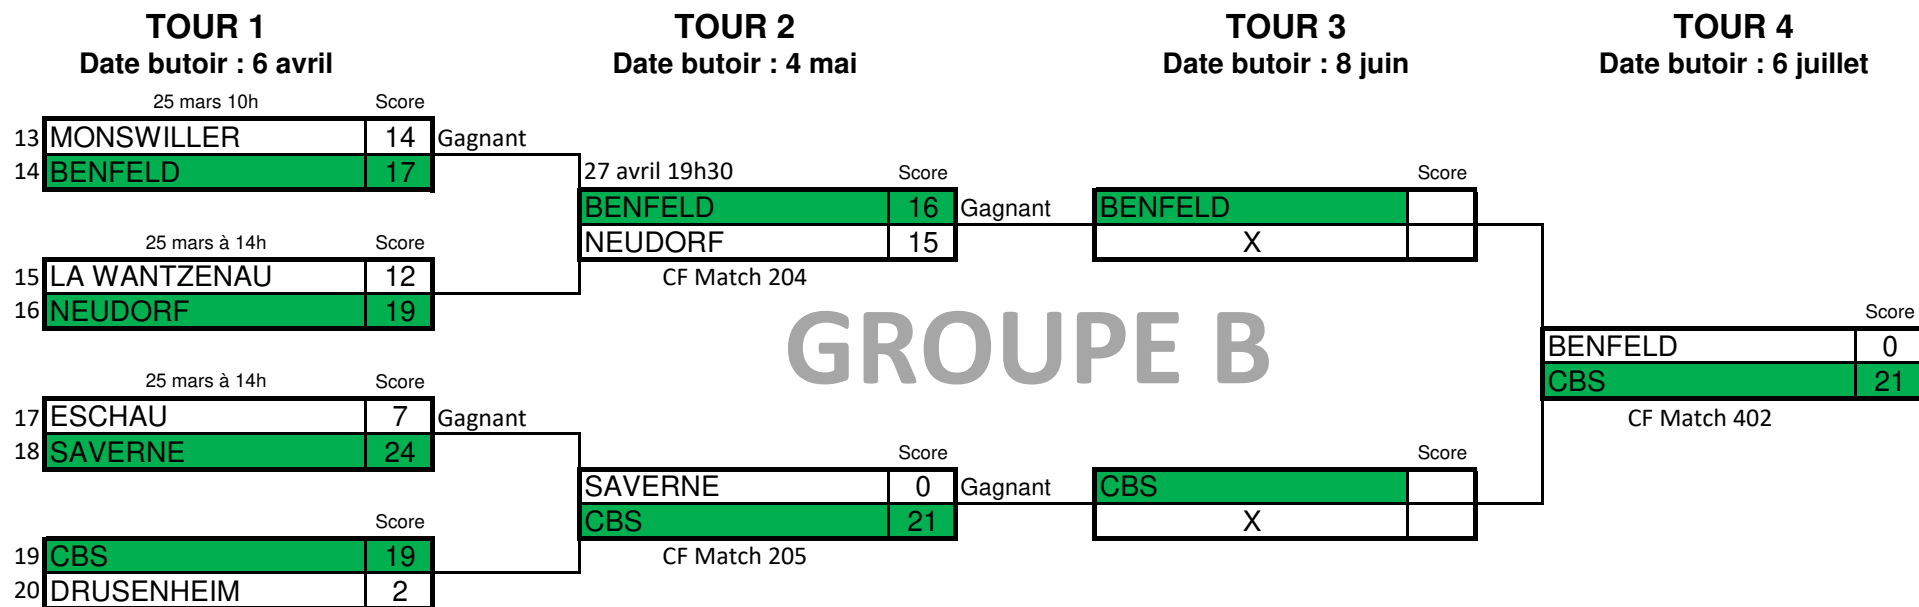 TOUR 1 TOUR 2 TOUR 3 TOUR 4
Date butoir : 6 avril Date butoir : 4 mai Date butoir : 8 juin Date butoir : 6 juillet
25 mars 10h Score
13 MONSWILLER 14 Gagnant
14 BENFELD 17 27 avril 19h30 Score Score
BENFELD 16 Gagnant BENFELD
25 mars à 14h Score NEUDORF 15 X
15 LA WANTZENAU 12 CF Match 204
16 NEUDORF 19 Score
GROUPE B
BENFELD 0
25 mars à 14h Score CBS 21
17 ESCHAU 7 Gagnant CF Match 402
18 SAVERNE 24 Score Score
SAVERNE 0 Gagnant CBS
Score CBS 21 X
19 CBS 19 CF Match 205
20 DRUSENHEIM 2